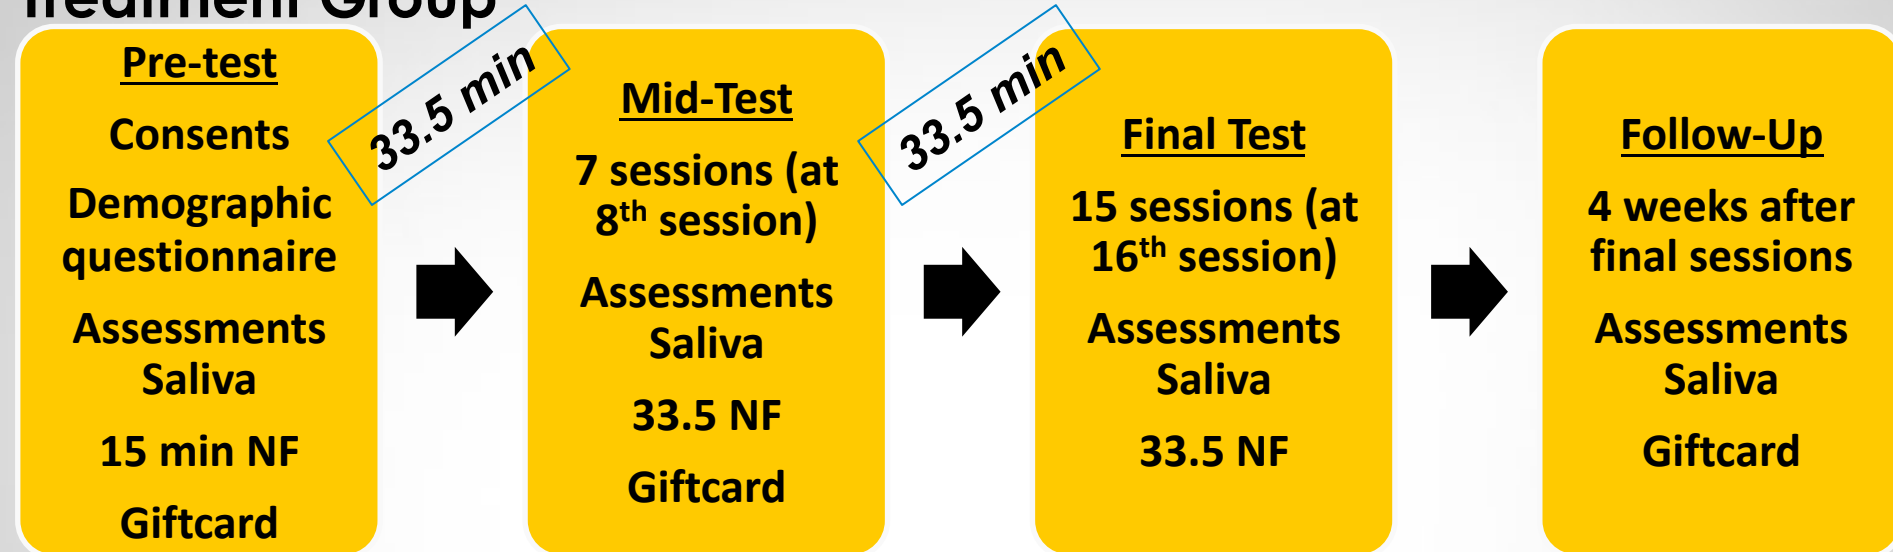 Treatment Group
Pre-test
Consents
Demographic
questionnaire
Assessments
Saliva
15 min NF
Giftcard
33.5 min
Mid-Test
7 sessions (at
8th session)
Assessments
Saliva
33.5 NF
Giftcard
33.5 min
Final Test
15 sessions (at
16th session)
Assessments
Saliva
33.5 NF
Follow-Up
4 weeks after
final sessions
Assessments
Saliva
Giftcard